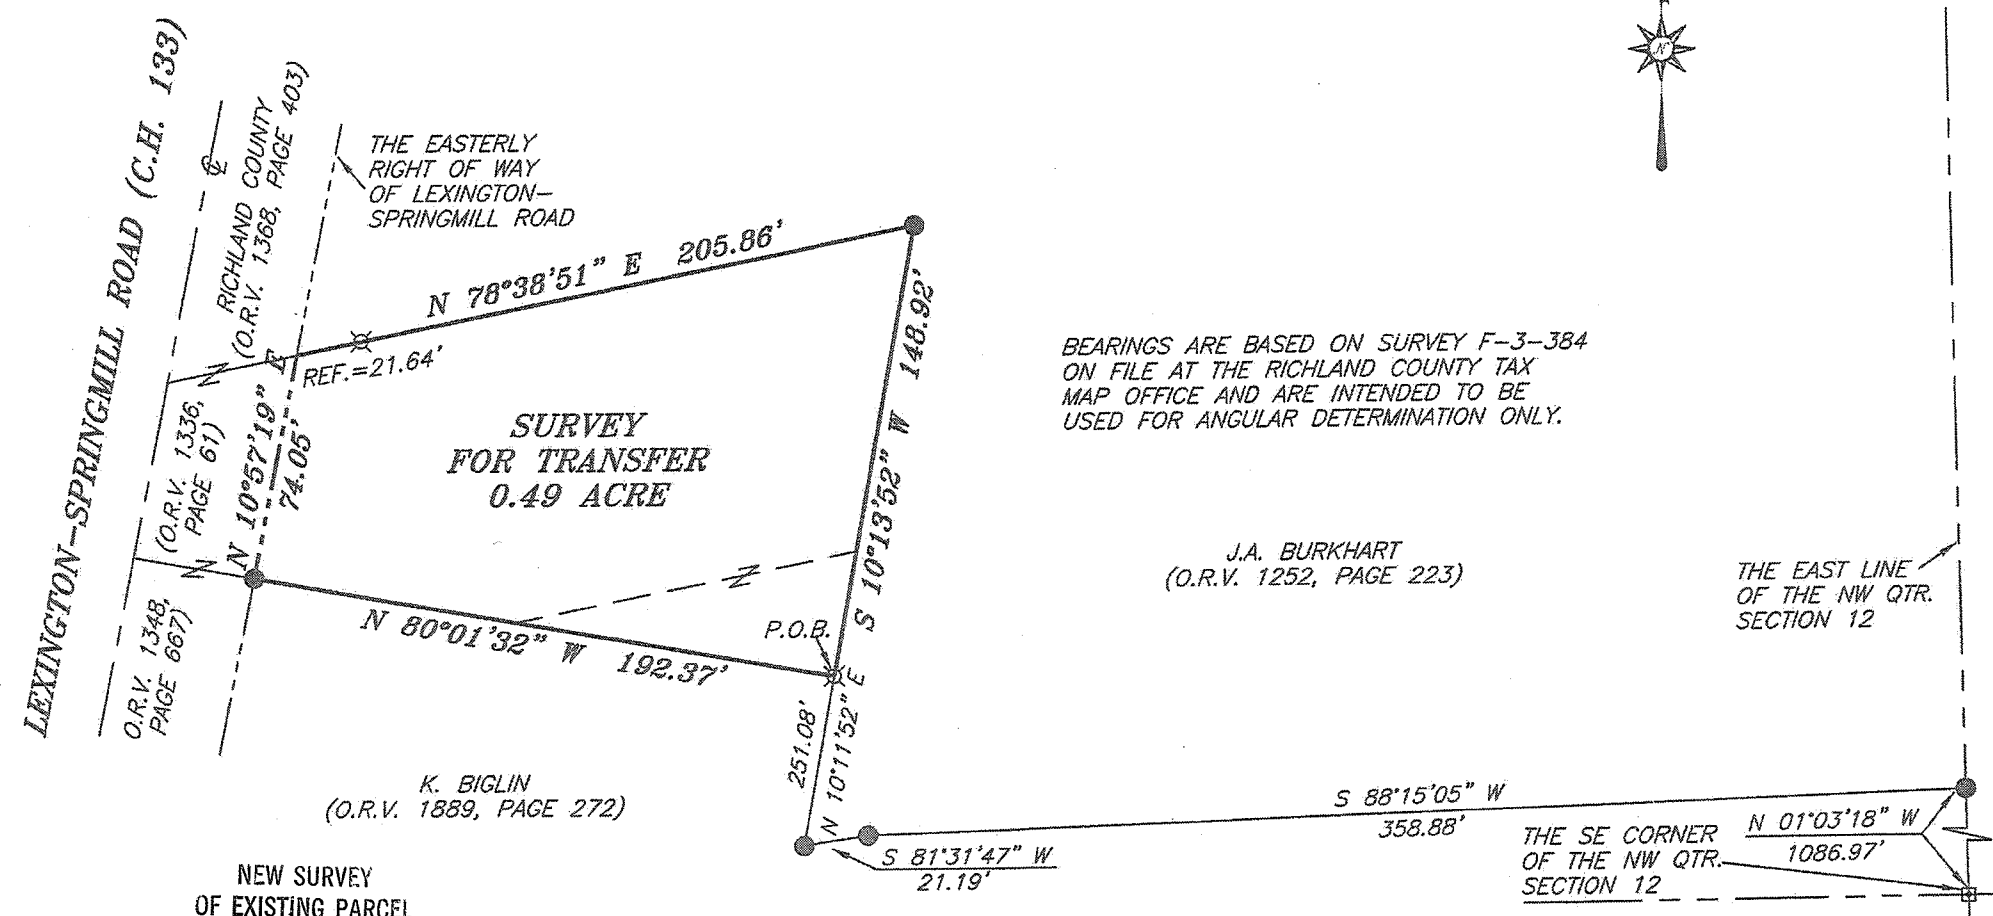 LEXINGTON-SPRINGMILL ROAD (C.H. 133)
RICHLAND COUNTY
(O.R.V. 1368, PAGE 403)
THE EASTERLY
RIGHT OF WAY
OF LEXINGTON-
SPRINGMILL ROAD
N
N 78°38'51" E 205.86'
REF.=21.64'
148.92'
S 10°13'52" W
N 10°57'19" E
74.05'
(O.R.V. 1336,
PAGE 61)
SURVEY
FOR TRANSFER
0.49 ACRE
BEARINGS ARE BASED ON SURVEY F-3-384
ON FILE AT THE RICHLAND COUNTY TAX
MAP OFFICE AND ARE INTENDED TO BE
USED FOR ANGULAR DETERMINATION ONLY.
J.A. BURKHART
(O.R.V. 1252, PAGE 223)
THE EAST LINE
OF THE NW QTR.
SECTION 12
O.R.V. 1348,
PAGE 667)
N 80°01'32" W 192.37'
P.O.B.
251.08'
N 10°11'52" E
K. BIGLIN
(O.R.V. 1889, PAGE 272)
S 88°15'05" W
358.88'
S 81°31'47" W
21.19'
THE SE CORNER
OF THE NW QTR.
SECTION 12
N 01°03'18" W
1086.97'
NEW SURVEY
OF EXISTING PARCEL